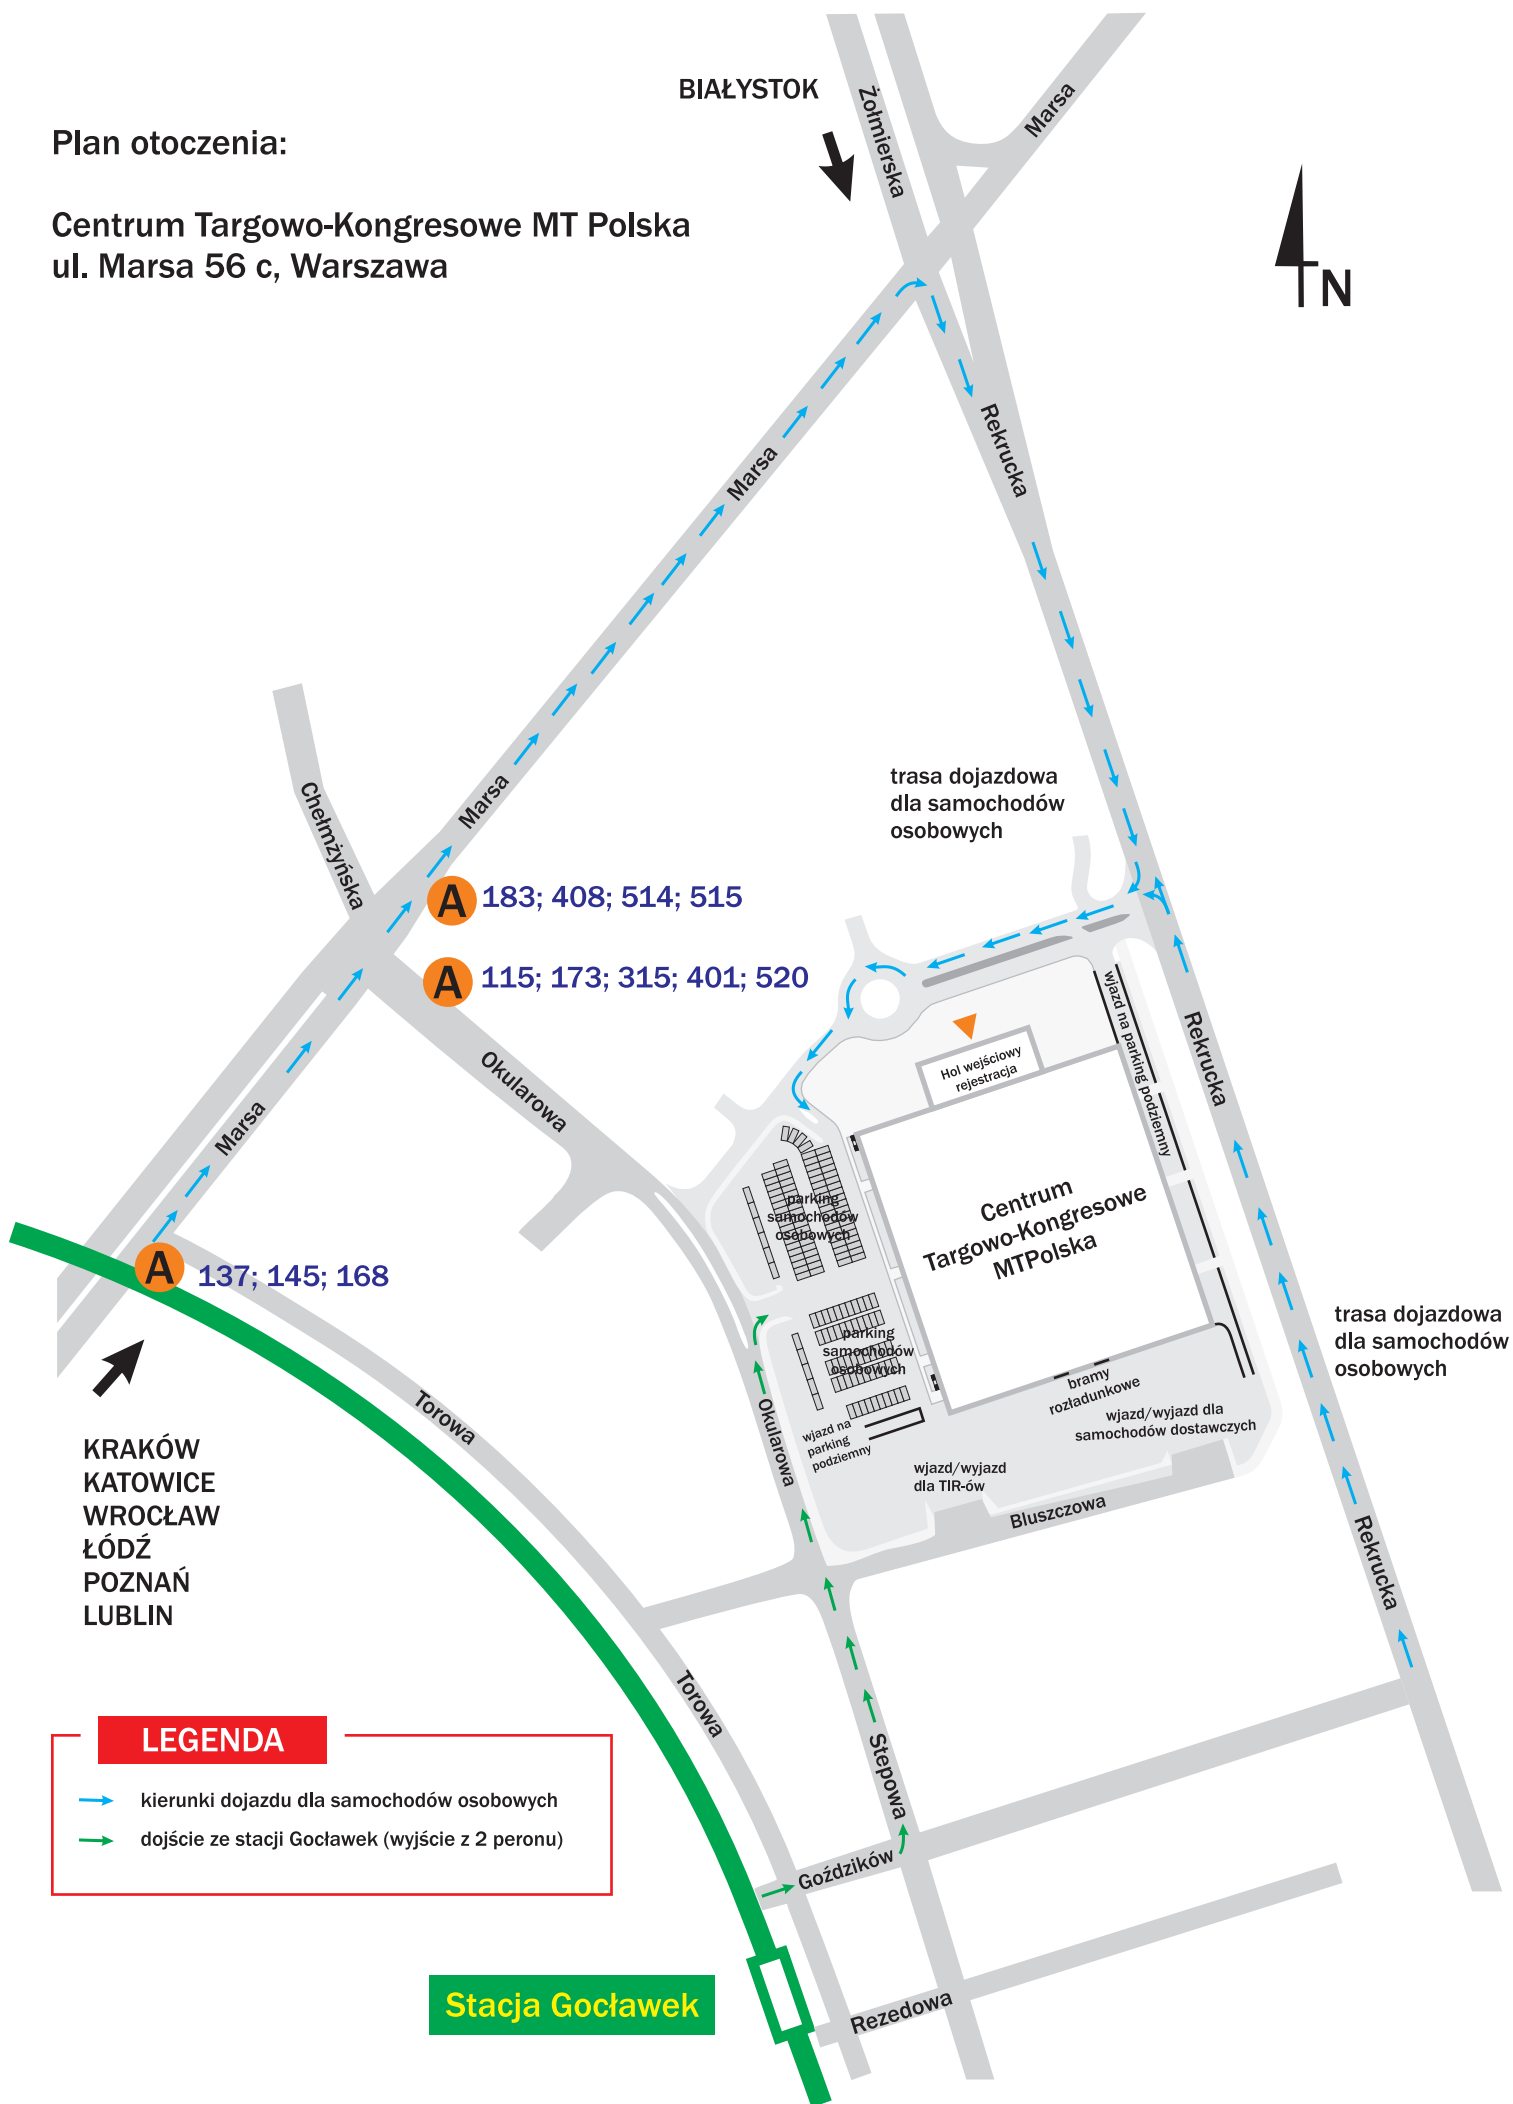 BIAŁYSTOK
Żołmierska
Marsa
Plan otoczenia:
Centrum Targowo-Kongresowe MT Polska
ul. Marsa 56 c, Warszawa
N
Rekrucka
Marsa
trasa dojazdowa
dla samochodów
osobowych
Marsa
Chełmżyńska
A 183; 408; 514; 515
A 115; 173; 315; 401; 520
Okularowa
wjazd na parking podziemny
Rekrucka
Hol wejściowy
rejestracja
Marsa
parking
samochodów
osobowych
Centrum
Targowo-Kongresowe
MTPolska
A 137; 145; 168
trasa dojazdowa
dla samochodów
osobowych
parking
samochodów
osobowych
bramy
rozładunkowe
wjazd/wyjazd dla
samochodów dostawczych
Torowa
Okularowa
wjazd na
parking
podziemny
wjazd/wyjazd
dla TIR-ów
Bluszczowa
KRAKÓW
KATOWICE
WROCŁAW
ŁÓDŹ
POZNAŃ
LUBLIN
Rekrucka
Torowa
Stepowa
LEGENDA
kierunki dojazdu dla samochodów osobowych
dojście ze stacji Gocławek (wyjście z 2 peronu)
Goździków
Stacja Gocławek
Rezedowa